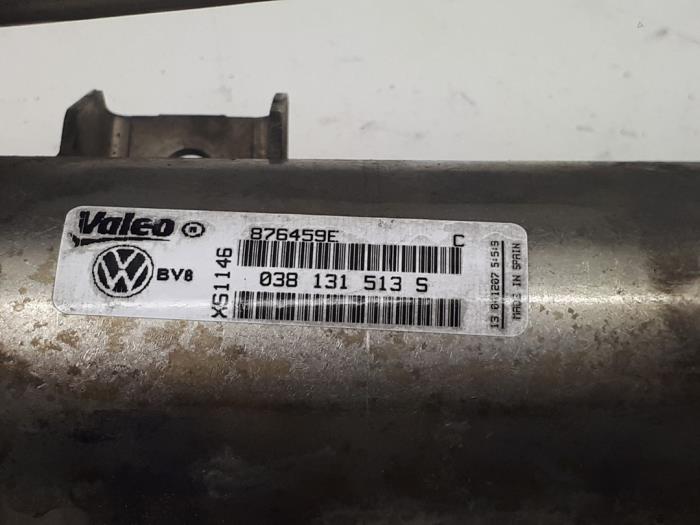 Valeo
876459E C
BV8
XS1146
038 131 513 S
MADE IN SPAIN